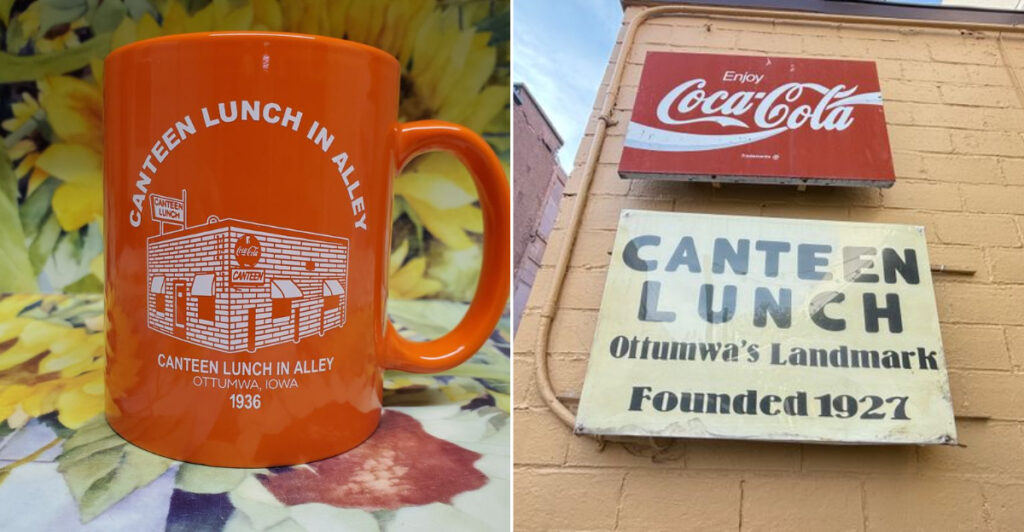 CANTEEN LUNCH IN ALLEY
CANTEEN
LUNCH
Coca-Cola
CANTEEN
CANTEEN LUNCH IN ALLEY
OTTUMWA, IOWA
1936
Enjoy
Coca-Cola
Trademark®
CANTEEN
LUNCH
Ottumwa's Landmark
Founded 1927